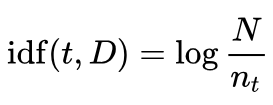 idf(t, D) = log N/n_t